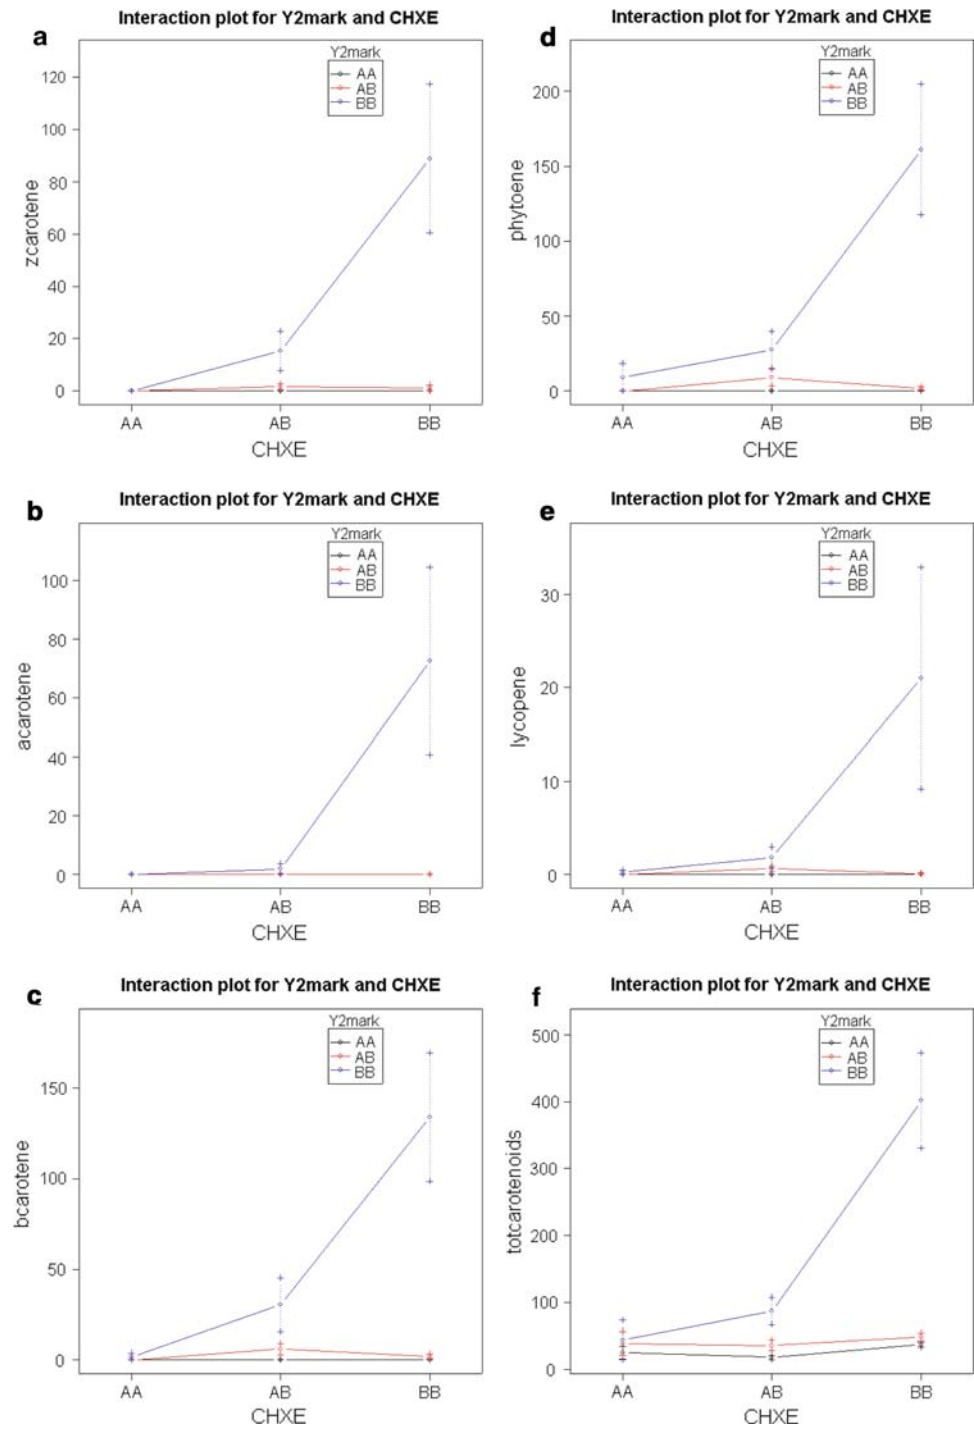 a
Interaction plot for Y2mark and CHXE
Y2mark
AA
AB
BB
zcarotene
120
100
80
60
40
20
0
AA AB BB
CHXE
d
Interaction plot for Y2mark and CHXE
Y2mark
AA
AB
BB
phytoene
200
150
100
50
0
AA AB BB
CHXE
b
Interaction plot for Y2mark and CHXE
Y2mark
AA
AB
BB
acarotene
100
80
60
40
20
0
AA AB BB
CHXE
e
Interaction plot for Y2mark and CHXE
Y2mark
AA
AB
BB
lycopene
30
20
10
0
AA AB BB
CHXE
c
Interaction plot for Y2mark and CHXE
Y2mark
AA
AB
BB
bcarotene
150
100
50
0
AA AB BB
CHXE
f
Interaction plot for Y2mark and CHXE
Y2mark
AA
AB
BB
totcarotenoids
500
400
300
200
100
0
AA AB BB
CHXE